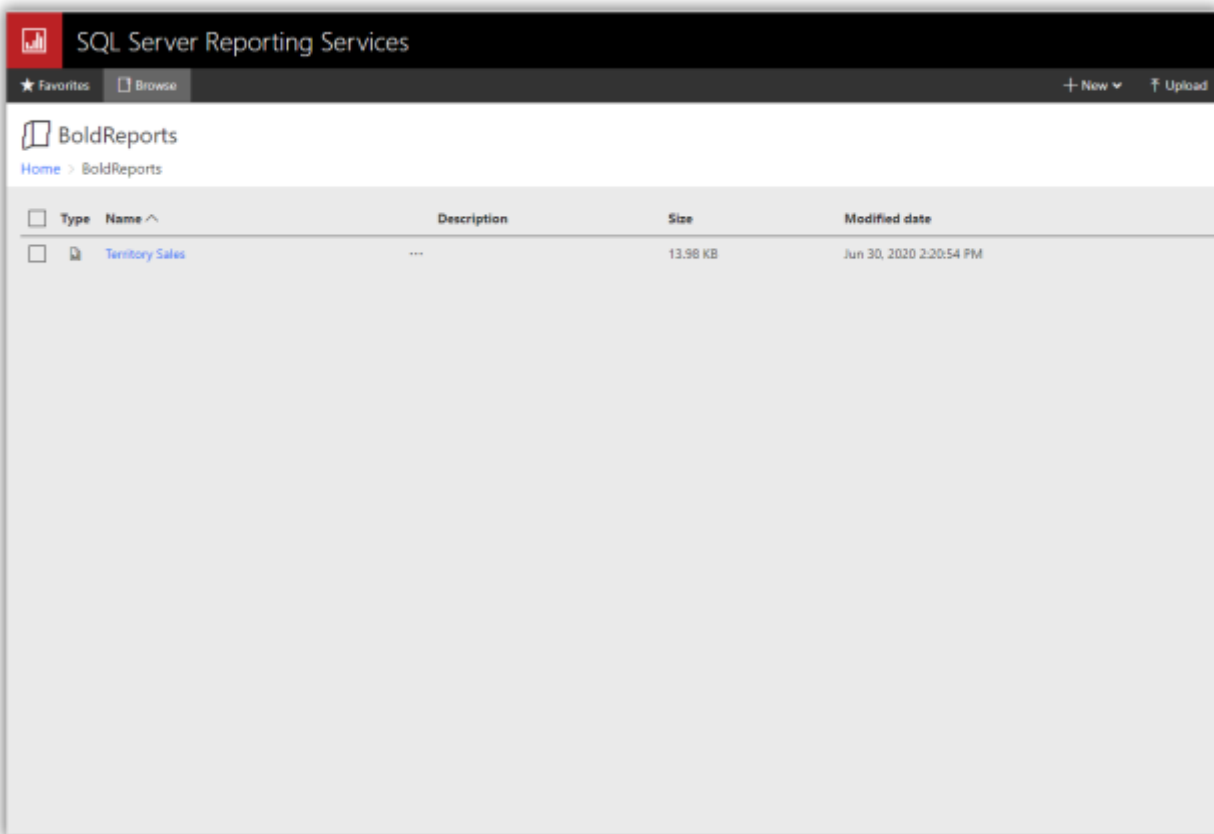 SQL Server Reporting Services
Favorites Browse New Upload
BoldReports
Home > BoldReports
Type Name Description Size Modified date
Territory Sales ... 13.98 KB Jun 30, 2020 2:20:54 PM